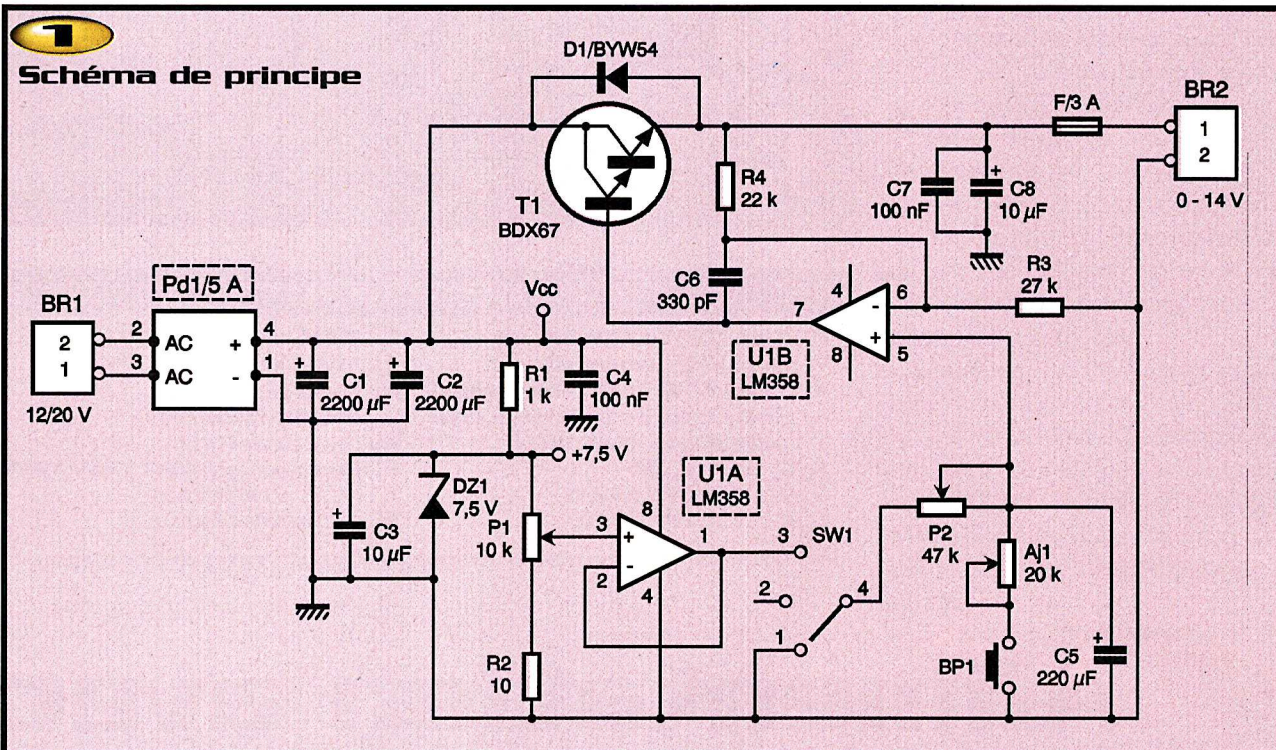 1
Schéma de principe
D1/BYW54
T1
BDX67
R4
22 k
C7
100 nF
+
C8
10 µF
F/3 A
BR2
1
2
0 - 14 V
C6
330 pF
R3
27 k
7
4
8
-
+
6
5
U1B
LM358
BR1
2
1
12/20 V
Pd1/5 A
2
3
AC
AC
+
-
4
1
+
C1
2200 µF
+
C2
2200 µF
Vcc
R1
1 k
C4
100 nF
+7,5 V
+
C3
10 µF
DZ1
7,5 V
P1
10 k
R2
10
U1A
LM358
3
2
+
-
8
4
1
3
SW1
2
1
4
P2
47 k
Aj1
20 k
BP1
+
C5
220 µF